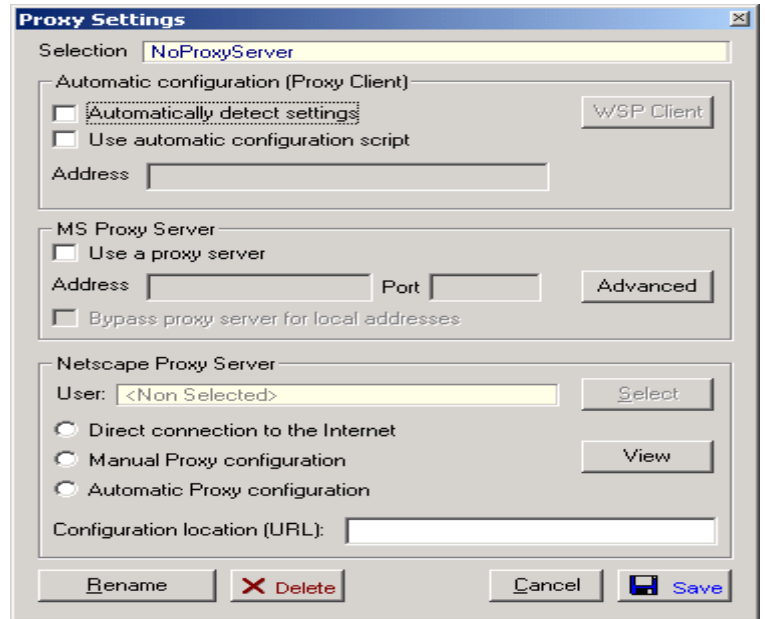 Proxy Settings
Selection NoProxyServer
Automatic configuration (Proxy Client)
Automatically detect settings
WSP Client
Use automatic configuration script
Address
MS Proxy Server
Use a proxy server
Address Port Advanced
Bypass proxy server for local addresses
Netscape Proxy Server
User: <Non Selected> Select
Direct connection to the Internet
Manual Proxy configuration View
Automatic Proxy configuration
Configuration location (URL):
Rename Delete Cancel Save